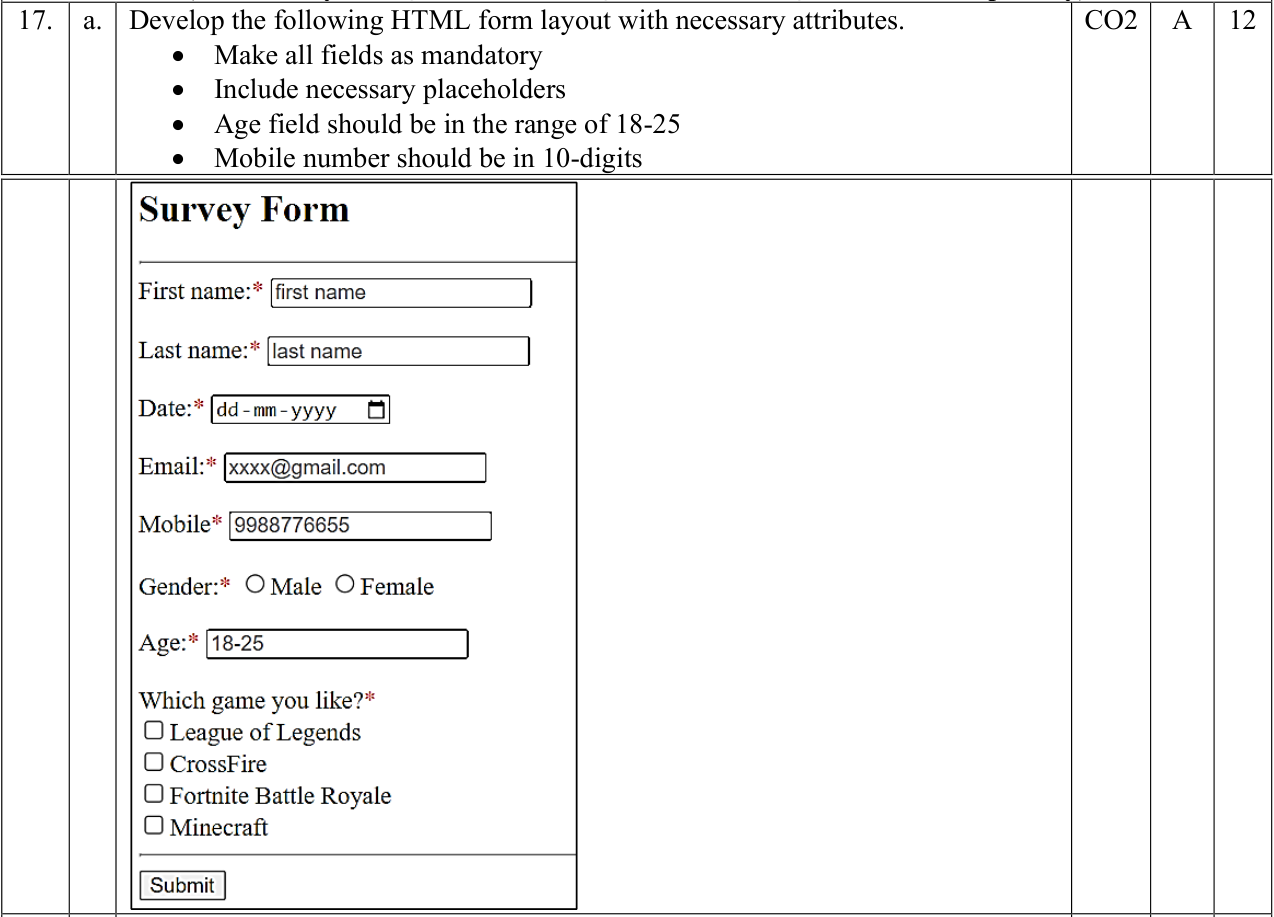 17. a. Develop the following HTML form layout with necessary attributes. CO2 A 12
• Make all fields as mandatory
• Include necessary placeholders
• Age field should be in the range of 18-25
• Mobile number should be in 10-digits
Survey Form
First name:* first name
Last name:* last name
Date:* dd-mm-yyyy
Email:* xxxx@gmail.com
Mobile* 9988776655
Gender:* Male Female
Age:* 18-25
Which game you like?*
League of Legends
CrossFire
Fortnite Battle Royale
Minecraft
Submit